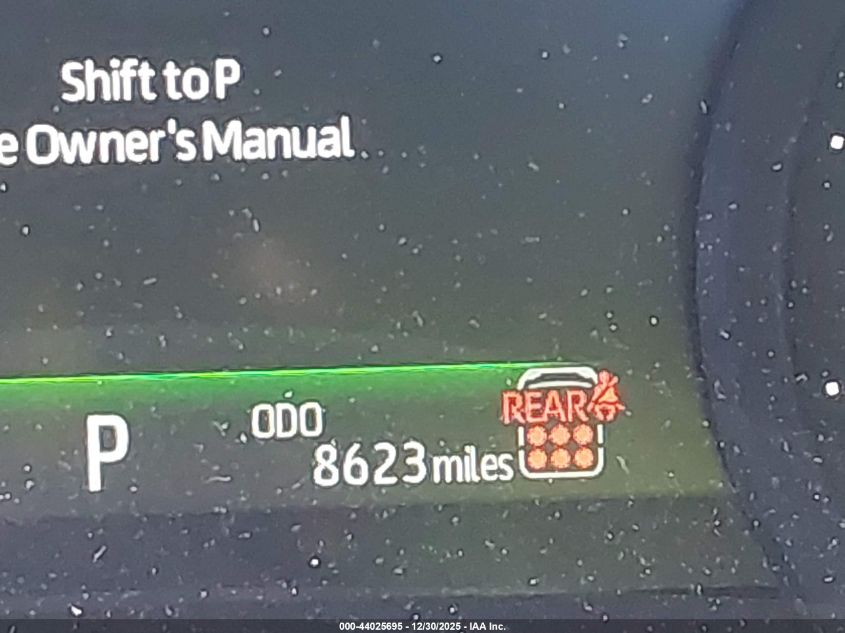 Shift to P
e Owner's Manual
P
ODO
8623 miles
REAR
000-44025695 - 12/30/2025 - IAA Inc.